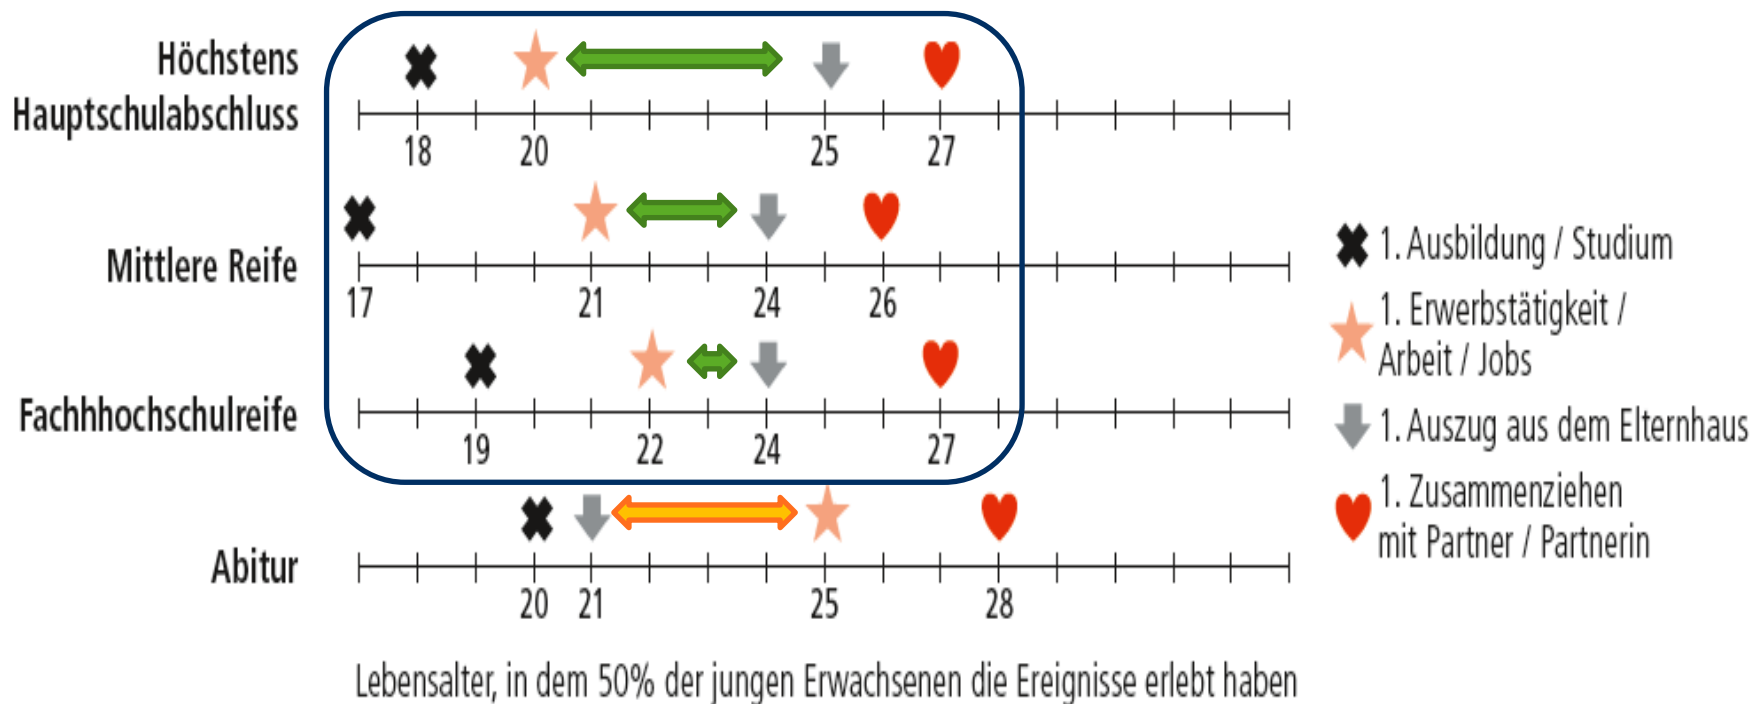 Höchstens
Hauptschulabschluss
18 20 25 27
Mittlere Reife
17 21 24 26
Fachhhochschulreife
19 22 24 27
Abitur
20 21 25 28
Lebensalter, in dem 50% der jungen Erwachsenen die Ereignisse erlebt haben
1. Ausbildung / Studium
1. Erwerbstätigkeit /
Arbeit / Jobs
1. Auszug aus dem Elternhaus
1. Zusammenziehen
mit Partner / Partnerin